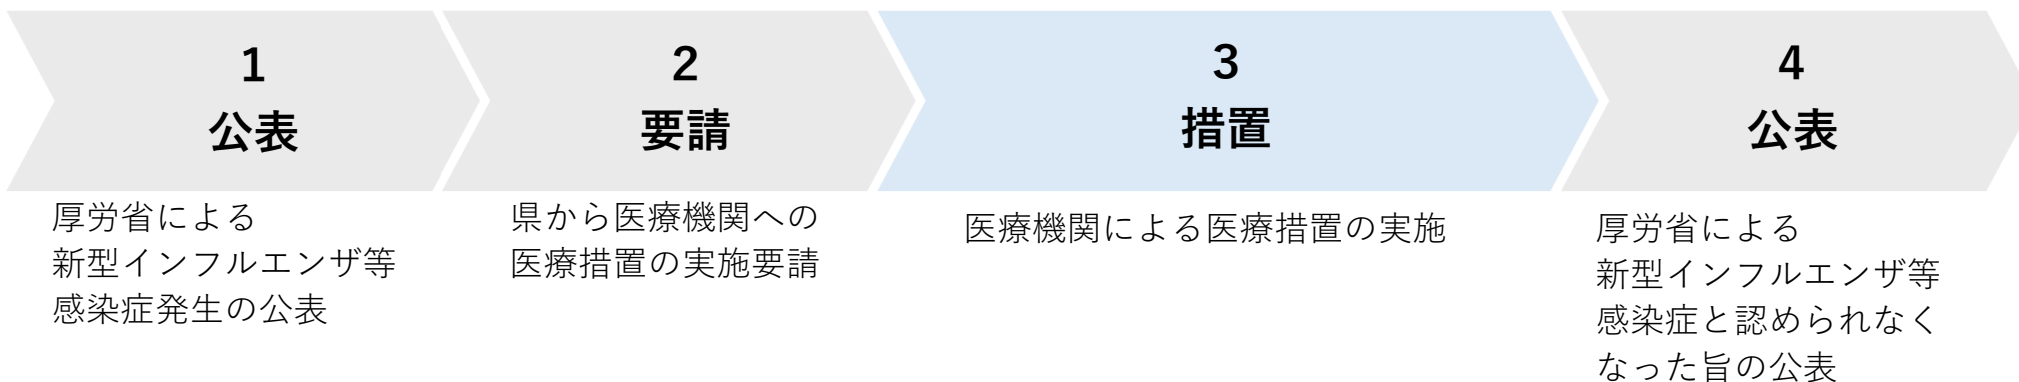 1
公表
厚労省による
新型インフルエンザ等
感染症発生の公表
2
要請
県から医療機関への
医療措置の実施要請
3
措置
医療機関による医療措置の実施
4
公表
厚労省による
新型インフルエンザ等
感染症と認められなく
なった旨の公表